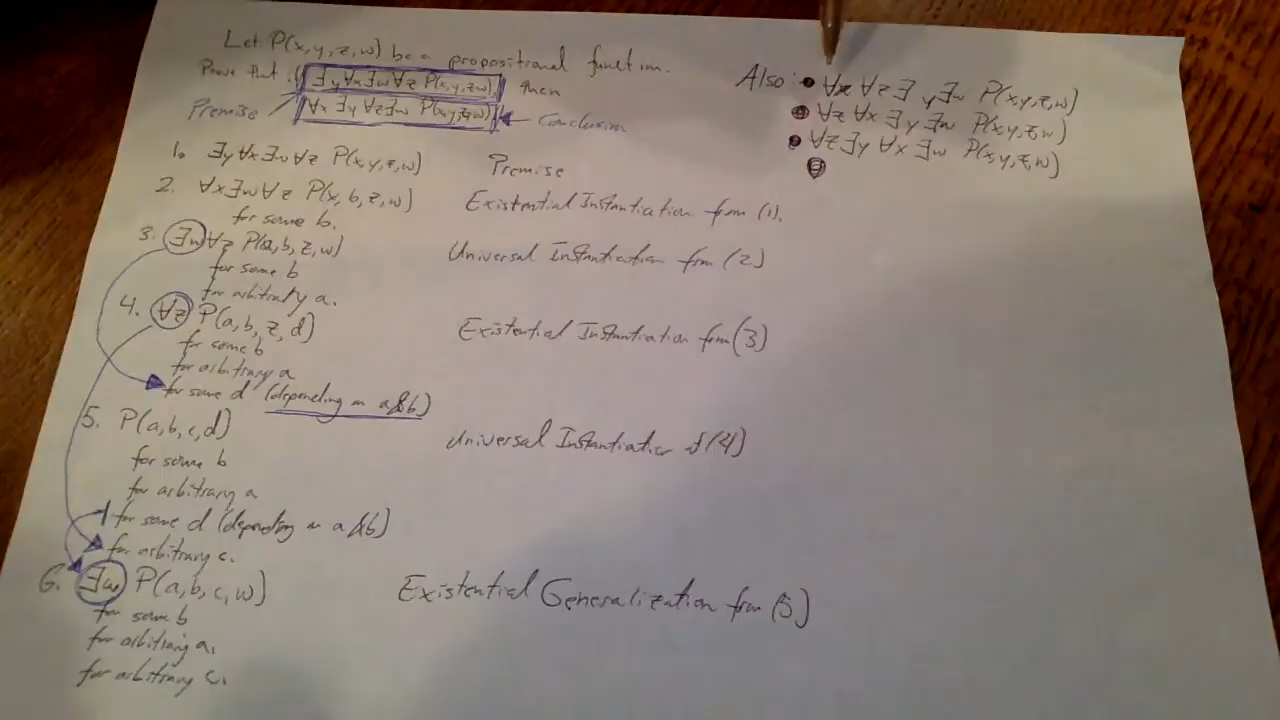 Let P(x,y,z,w) be a propositional function.
Prove that if ∃y∀x∃w∀z P(x,y,z,w), then
∀x ∃y ∀z∃w P(x,y,z,w)
Premise
Conclusion
1. ∃y ∀x∃w∀z P(x,y,z,w) Premise
2. ∀x∃w∀z P(x,b,z,w) Existential Instantiation from (1).
for some b.
3. ∃w∀z P(a,b,z,w) Universal Instantiation from (2)
for some b
for arbitrary a.
4. ∀z P(a,b,z,d) Existential Instantiation from (3)
for some b
for arbitrary a
for some d (depending on a&b)
5. P(a,b,c,d) Universal Instantiation of (4)
for some b
for arbitrary a
for some d (depending on a&b)
for arbitrary c.
6. ∃w P(a,b,c,w) Existential Generalization from (5)
for some b
for arbitrary a.
for arbitrary c.
Also: • ∀x ∀z∃y∃w P(x,y,z,w)
• ∀z ∀x ∃y ∃w P(x,y,z,w)
• ∀z∃y ∀x ∃w P(x,y,z,w)
•